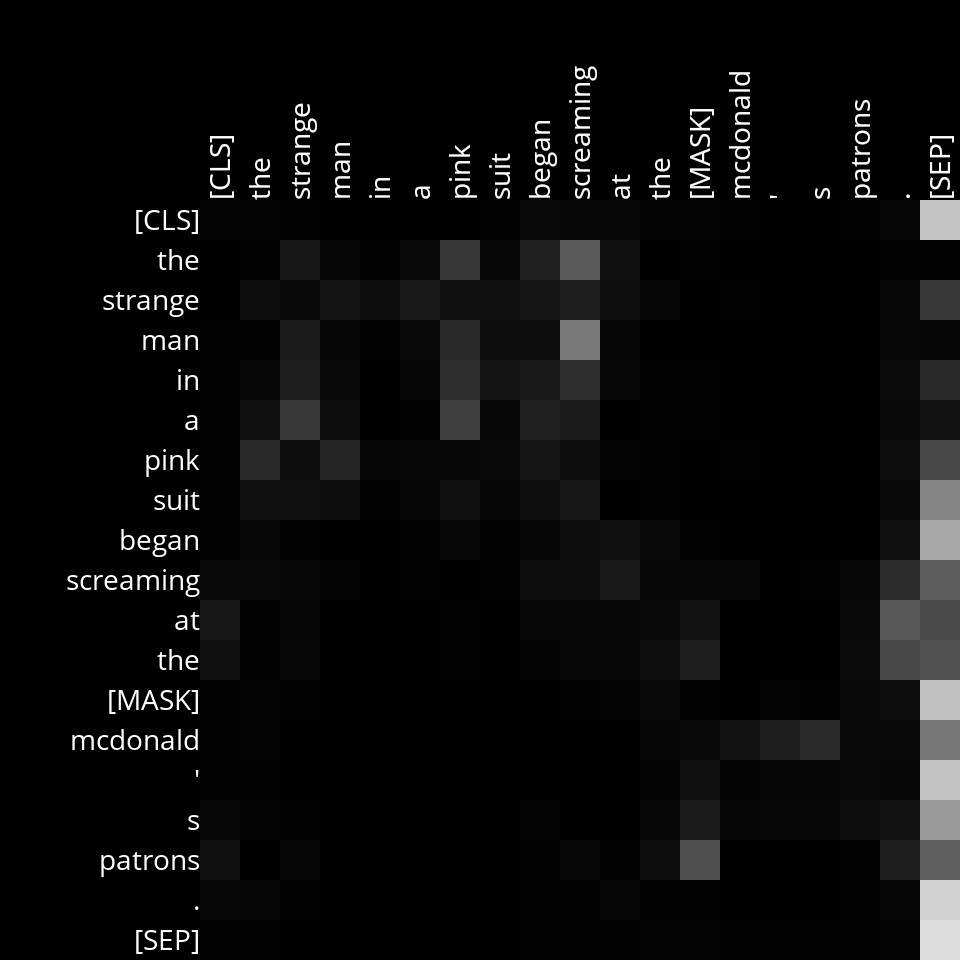 [CLS] the strange man in a pink suit began screaming at the [MASK] mcdonald ' s patrons . [SEP]
[CLS]
the
strange
man
in
a
pink
suit
began
screaming
at
the
[MASK]
mcdonald
'
s
patrons
.
[SEP]